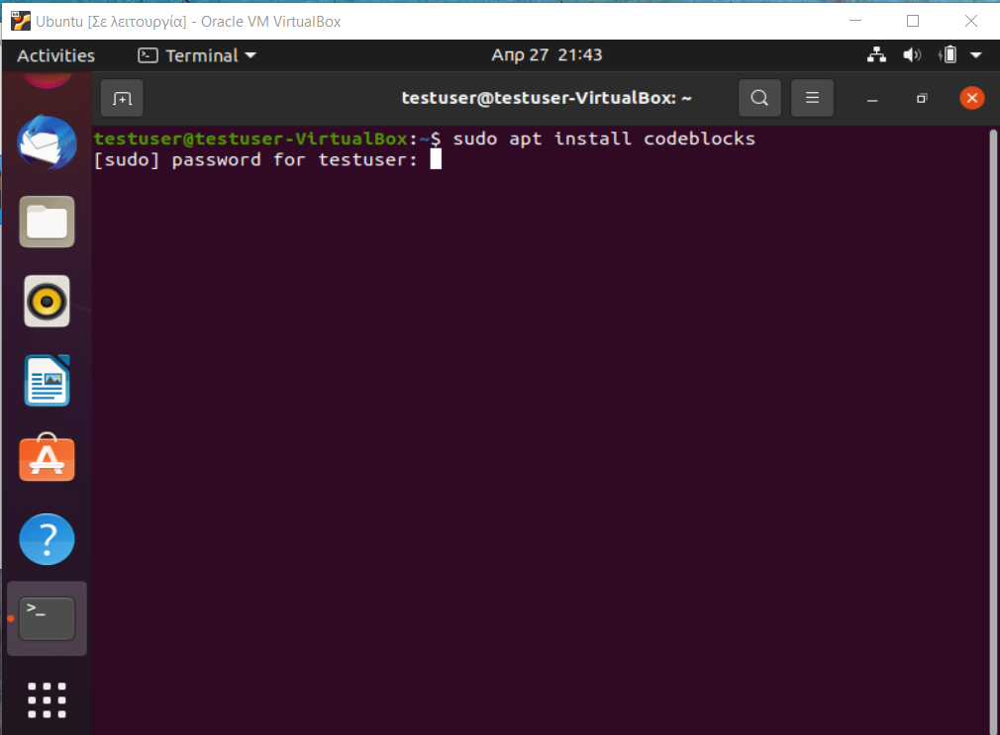 Ubuntu [Σε λειτουργία] - Oracle VM VirtualBox
Activities Terminal Απρ 27 21:43
testuser@testuser-VirtualBox: ~
testuser@testuser-VirtualBox:~$ sudo apt install codeblocks
[sudo] password for testuser: